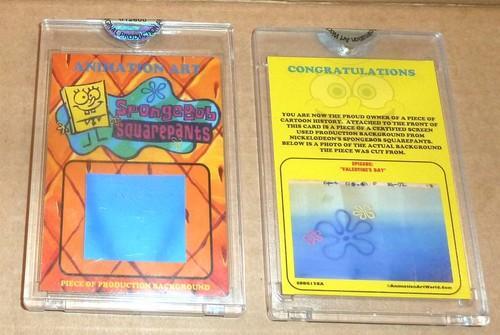 ANIMATION ART
SpongeBob
SquarePants
PIECE OF PRODUCTION BACKGROUND
CONGRATULATIONS
YOU ARE NOW THE PROUD OWNER OF A PIECE OF
CARTOON HISTORY. ATTACHED TO THE FRONT OF
THIS CARD IS A PIECE OF A CERTIFIED SCREEN
USED PRODUCTION BACKGROUND FROM
NICKELODEON'S SPONGEBOB SQUAREPANTS.
BELOW IS A PHOTO OF THE ACTUAL BACKGROUND
THE PIECE WAS CUT FROM.
EPISODE:
"VALENTINE'S DAY"
©AnimationArtWorld.Com